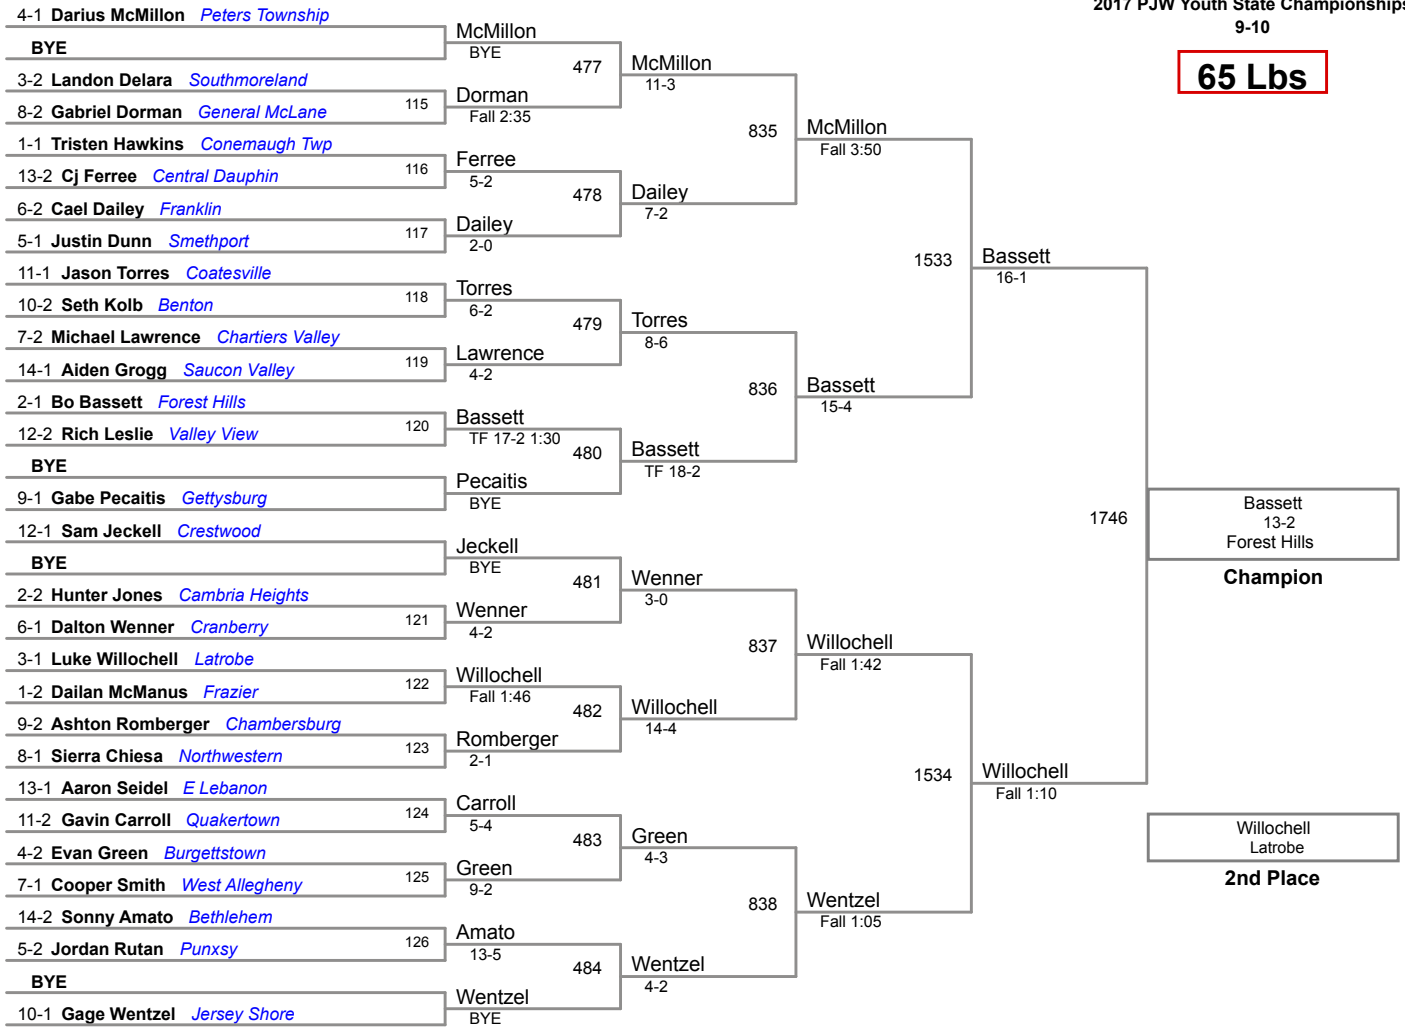 2017 PJW Youth State Championships
9-10
65 Lbs
4-1 Darius McMillon Peters Township
BYE
3-2 Landon Delara Southmoreland
8-2 Gabriel Dorman General McLane
1-1 Tristen Hawkins Conemaugh Twp
13-2 Cj Ferree Central Dauphin
6-2 Cael Dailey Franklin
5-1 Justin Dunn Smethport
11-1 Jason Torres Coatesville
10-2 Seth Kolb Benton
7-2 Michael Lawrence Chartiers Valley
14-1 Aiden Grogg Saucon Valley
2-1 Bo Bassett Forest Hills
12-2 Rich Leslie Valley View
BYE
9-1 Gabe Pecaitis Gettysburg
12-1 Sam Jeckell Crestwood
BYE
2-2 Hunter Jones Cambria Heights
6-1 Dalton Wenner Cranberry
3-1 Luke Willochell Latrobe
1-2 Dailan McManus Frazier
9-2 Ashton Romberger Chambersburg
8-1 Sierra Chiesa Northwestern
13-1 Aaron Seidel E Lebanon
11-2 Gavin Carroll Quakertown
4-2 Evan Green Burgettstown
7-1 Cooper Smith West Allegheny
14-2 Sonny Amato Bethlehem
5-2 Jordan Rutan Punxsy
BYE
10-1 Gage Wentzel Jersey Shore
115
116
117
118
119
120
121
122
123
124
125
126
McMillon
BYE
Dorman
Fall 2:35
Ferree
5-2
Dailey
2-0
Torres
6-2
Lawrence
4-2
Bassett
TF 17-2 1:30
Pecaitis
BYE
Jeckell
BYE
Wenner
4-2
Willochell
Fall 1:46
Romberger
2-1
Carroll
5-4
Green
9-2
Amato
13-5
Wentzel
BYE
477
478
479
480
481
482
483
484
McMillon
11-3
Dailey
7-2
Torres
8-6
Bassett
TF 18-2
Wenner
3-0
Willochell
14-4
Green
4-3
Wentzel
4-2
835
836
837
838
McMillon
Fall 3:50
Bassett
15-4
Willochell
Fall 1:42
Wentzel
Fall 1:05
1533
1534
Bassett
16-1
Willochell
Fall 1:10
1746
Bassett
13-2
Forest Hills
Champion
Willochell
Latrobe
2nd Place